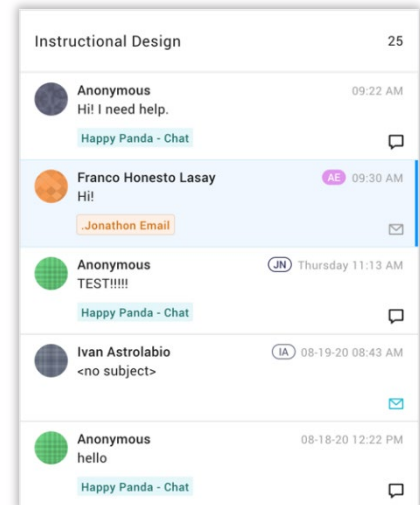 Instructional Design 25
Anonymous 09:22 AM
Hi! I need help.
Happy Panda - Chat
Franco Honesto Lasay AE 09:30 AM
Hi!
.Jonathon Email
Anonymous JN Thursday 11:13 AM
TEST!!!!!
Happy Panda - Chat
Ivan Astrolabio IA 08-19-20 08:43 AM
<no subject>
Anonymous 08-18-20 12:22 PM
hello
Happy Panda - Chat